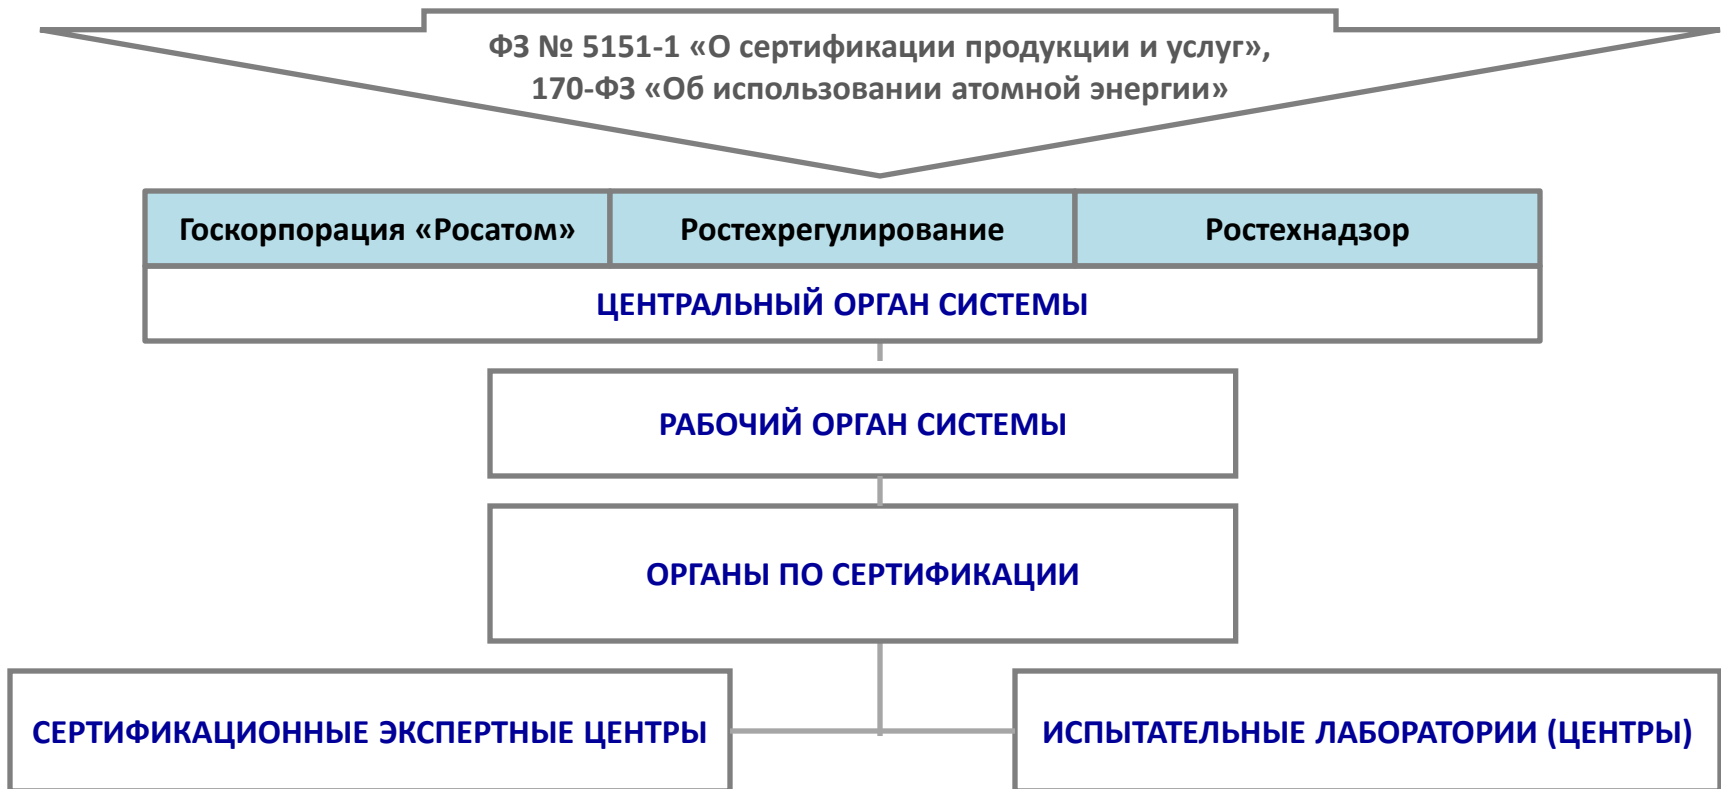 ФЗ № 5151-1 «О сертификации продукции и услуг»,
170-ФЗ «Об использовании атомной энергии»
Госкорпорация «Росатом»
Ростехрегулирование
Ростехнадзор
ЦЕНТРАЛЬНЫЙ ОРГАН СИСТЕМЫ
РАБОЧИЙ ОРГАН СИСТЕМЫ
ОРГАНЫ ПО СЕРТИФИКАЦИИ
СЕРТИФИКАЦИОННЫЕ ЭКСПЕРТНЫЕ ЦЕНТРЫ
ИСПЫТАТЕЛЬНЫЕ ЛАБОРАТОРИИ (ЦЕНТРЫ)